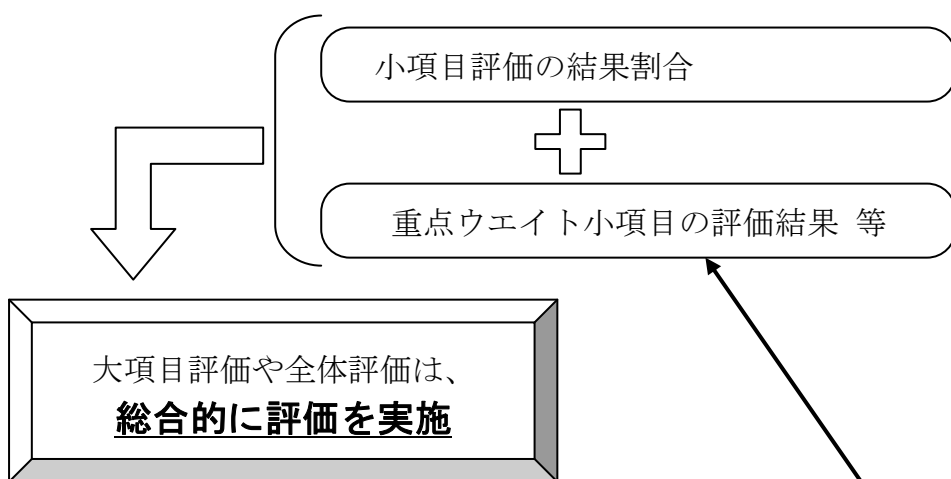 小項目評価の結果割合
重点ウエイト小項目の評価結果 等
大項目評価や全体評価は、
総合的に評価を実施